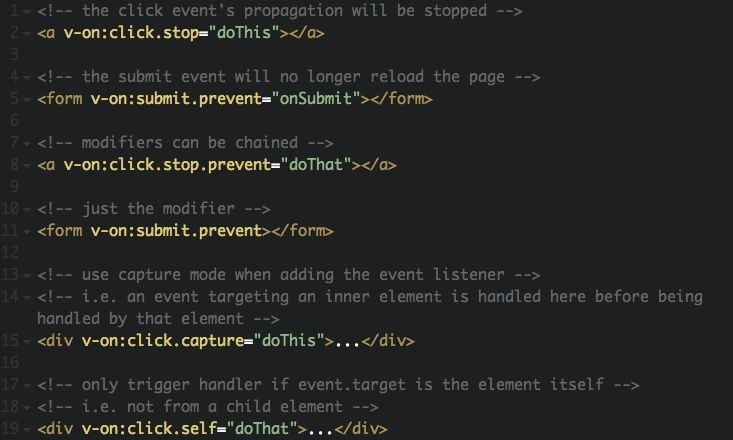 1 <!-- the click event's propagation will be stopped -->
2 <a v-on:click.stop="doThis"></a>
3
4 <!-- the submit event will no longer reload the page -->
5 <form v-on:submit.prevent="onSubmit"></form>
6
7 <!-- modifiers can be chained -->
8 <a v-on:click.stop.prevent="doThat"></a>
9
10 <!-- just the modifier -->
11 <form v-on:submit.prevent></form>
12
13 <!-- use capture mode when adding the event listener -->
14 <!-- i.e. an event targeting an inner element is handled here before being
handled by that element -->
15 <div v-on:click.capture="doThis">...</div>
16
17 <!-- only trigger handler if event.target is the element itself -->
18 <!-- i.e. not from a child element -->
19 <div v-on:click.self="doThat">...</div>